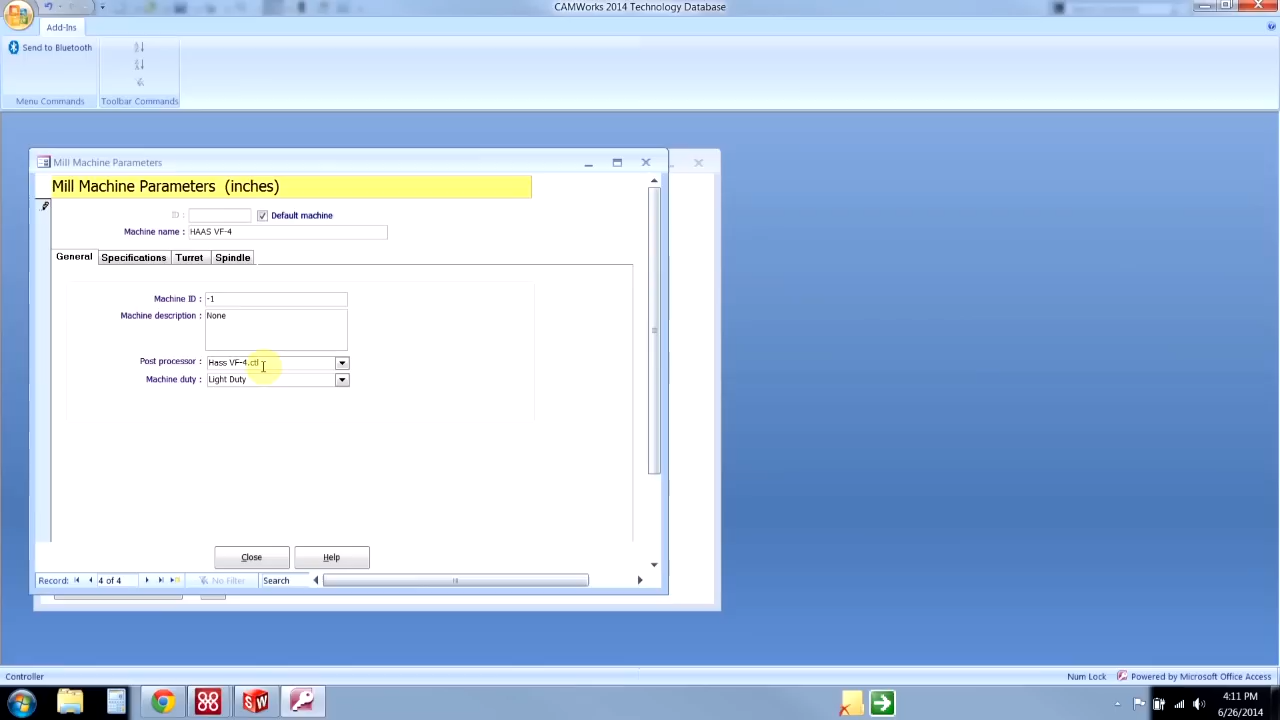 CAMWorks 2014 Technology Database
Add-Ins
Send to Bluetooth
Menu Commands
Toolbar Commands
Mill Machine Parameters
Mill Machine Parameters (inches)
ID :
Default machine
Machine name : HAAS VF-4
General Specifications Turret Spindle
Machine ID : -1
Machine description : None
Post processor : Hass VF-4.ctl
Machine duty : Light Duty
Close Help
Record: 4 of 4 No Filter Search
Controller
Num Lock
Powered by Microsoft Office Access
4:11 PM
6/26/2014